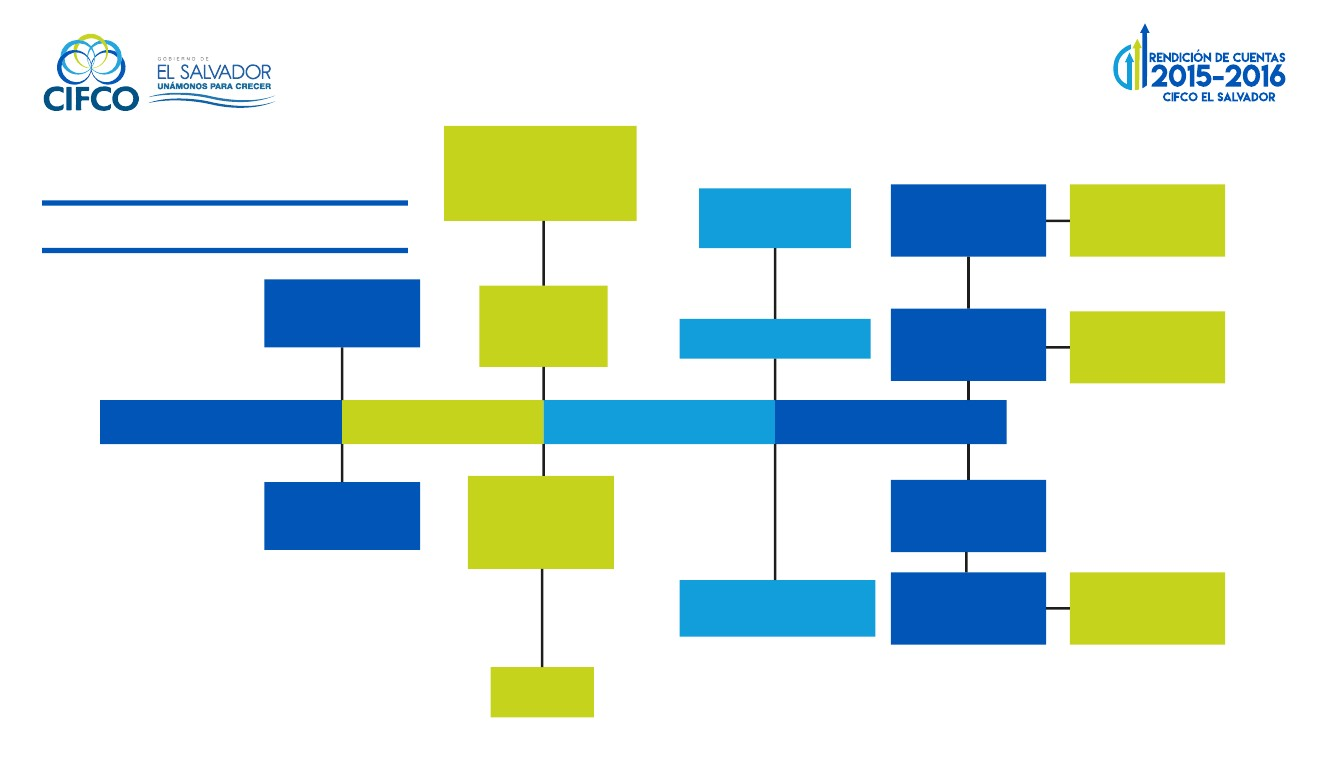 CIFCO
GOBIERNO DE
EL SALVADOR
UNÁMONOS PARA CRECER
RENDICIÓN DE CUENTAS
2015-2016
CIFCO EL SALVADOR